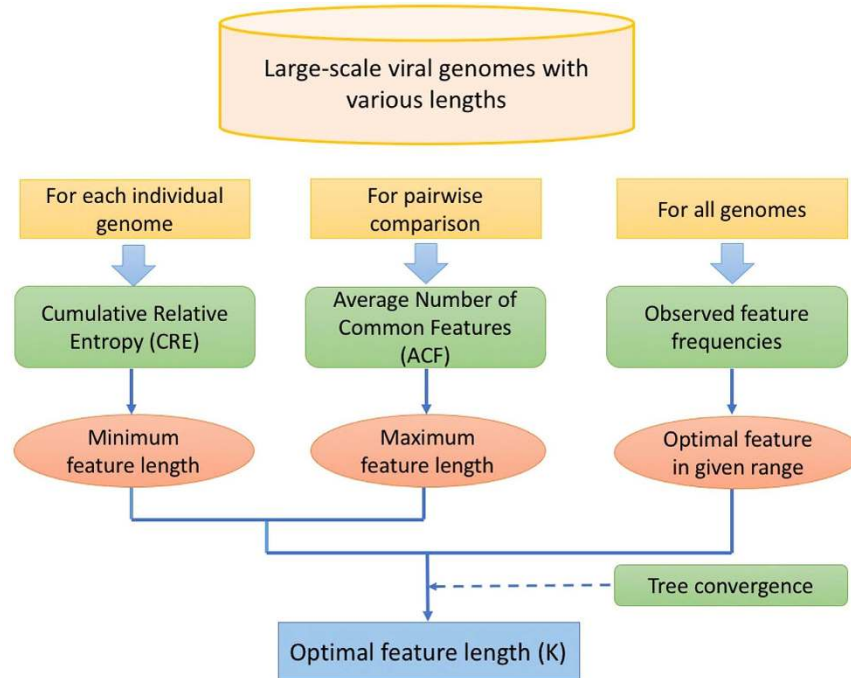 Large-scale viral genomes with
various lengths
For each individual
genome
For pairwise
comparison
For all genomes
Cumulative Relative
Entropy (CRE)
Average Number of
Common Features
(ACF)
Observed feature
frequencies
Minimum
feature length
Maximum
feature length
Optimal feature
in given range
Tree convergence
Optimal feature length (K)